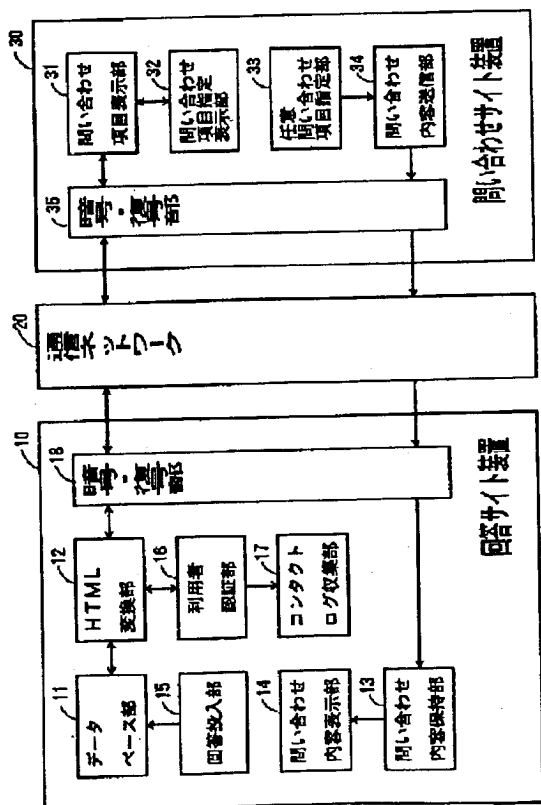 10
11
データ
ベース部
12
HTML
変換部
18
暗号・復号
部
15
回答投入部
16
利用者
認証部
14
問い合わせ
内容表示部
17
コンタクト
ログ収集部
13
問い合わせ
内容保持部
回答サイト装置
20
通信ネットワーク
30
35
暗号・復号
部
31
問い合わせ
項目表示部
32
問い合わせ
項目指定
表示部
33
任意
問い合わせ
項目指定部
34
問い合わせ
内容送信部
問い合わせサイト装置